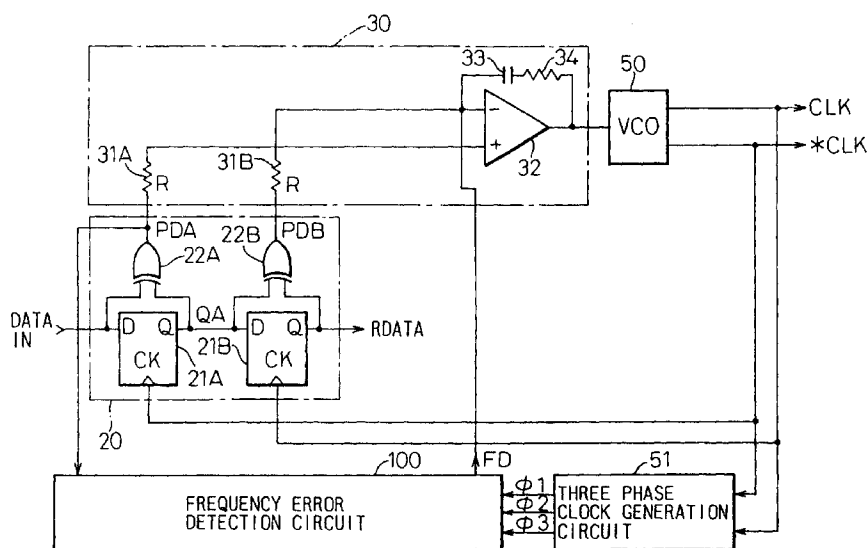 30
33
34
50
CLK
VCO
*CLK
-
+
32
31A
31B
R
R
PDA
PDB
22A
22B
DATA
IN
D
Q
QA
D
Q
RDATA
CK
21B
CK
21A
20
100
FD
51
FREQUENCY ERROR
DETECTION CIRCUIT
ϕ1
ϕ2
ϕ3
THREE PHASE
CLOCK GENERATION
CIRCUIT